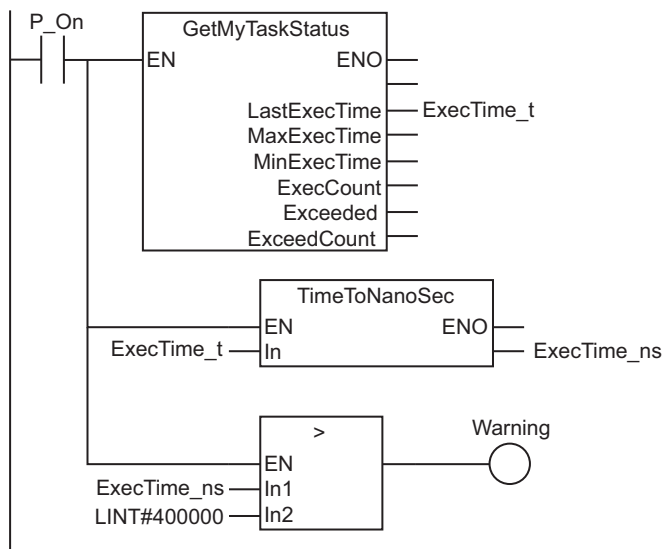 P_On
GetMyTaskStatus
EN ENO
LastExecTime ExecTime_t
MaxExecTime
MinExecTime
ExecCount
Exceeded
ExceedCount
TimeToNanoSec
EN ENO
ExecTime_t In ExecTime_ns
> Warning
EN
ExecTime_ns In1
LINT#400000 In2